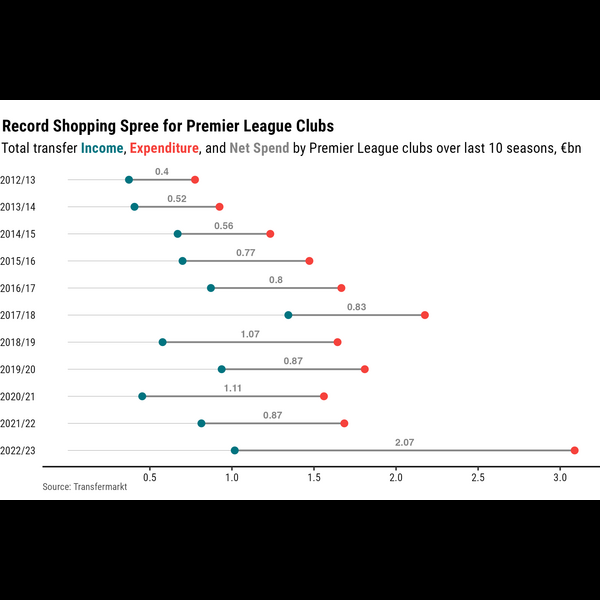 Record Shopping Spree for Premier League Clubs
Total transfer Income, Expenditure, and Net Spend by Premier League clubs over last 10 seasons, €bn
2012/13 0.4
2013/14 0.52
2014/15 0.56
2015/16 0.77
2016/17 0.8
2017/18 0.83
2018/19 1.07
2019/20 0.87
2020/21 1.11
2021/22 0.87
2022/23 2.07
0.5 1.0 1.5 2.0 2.5 3.0
Source: Transfermarkt